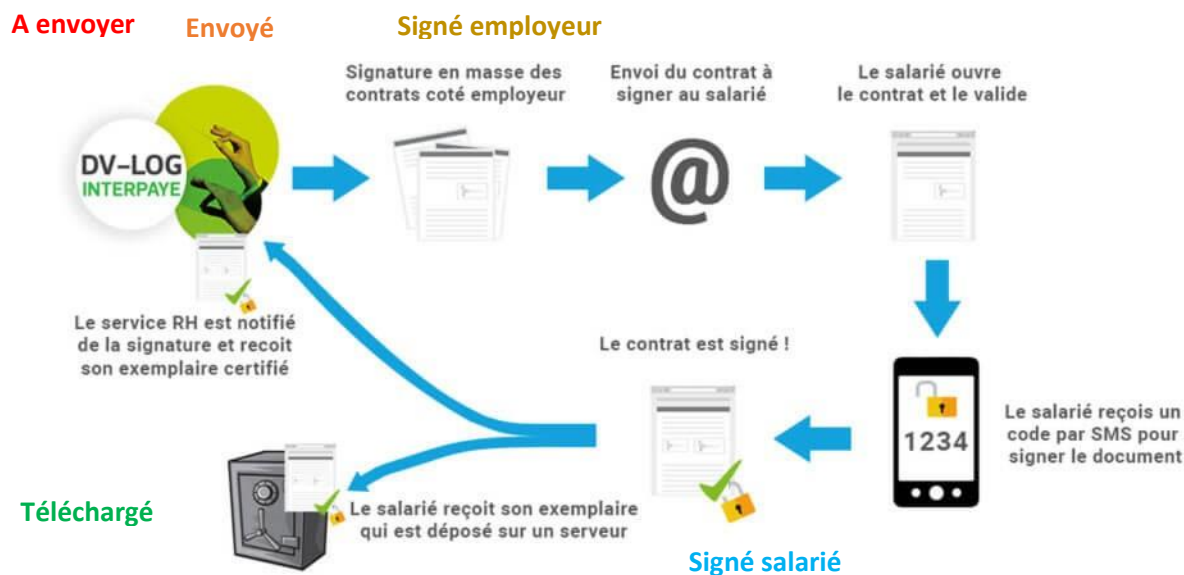 A envoyer
Envoyé
Signé employeur
Signature en masse des
contrats coté employeur
Envoi du contrat à
signer au salarié
Le salarié ouvre
le contrat et le valide
DV-LOG
INTERPAYE
@
Le service RH est notifié
de la signature et recoit
son exemplaire certifié
Le contrat est signé !
1234
Le salarié reçois un
code par SMS pour
signer le document
Téléchargé
Le salarié reçoit son exemplaire
qui est déposé sur un serveur
Signé salarié